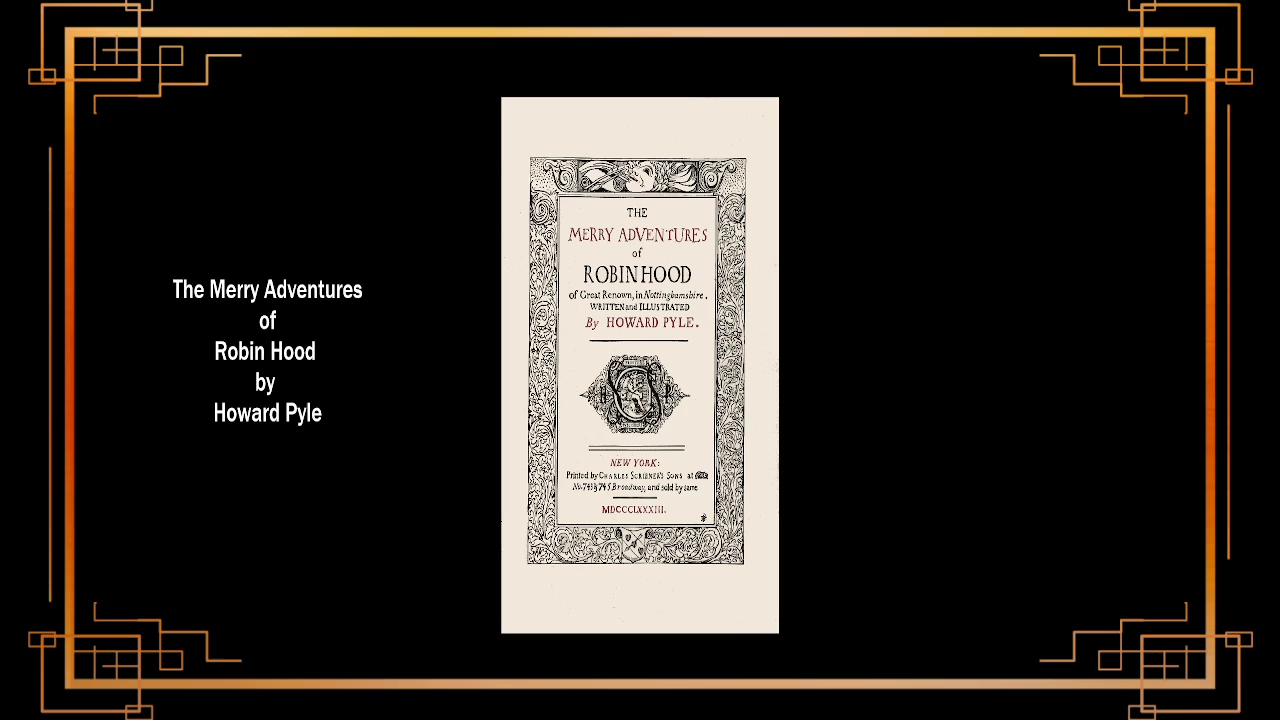 The Merry Adventures
of
Robin Hood
by
Howard Pyle
THE
MERRY ADVENTURES
of
ROBIN HOOD
of Great Renown, in Nottinghamshire.
WRITTEN and ILLUSTRATED
By HOWARD PYLE.
NEW YORK:
Printed by CHARLES SCRIBNER'S SONS at
No. 743 & 745 Broadway, and sold by same
MDCCCLXXXIII.